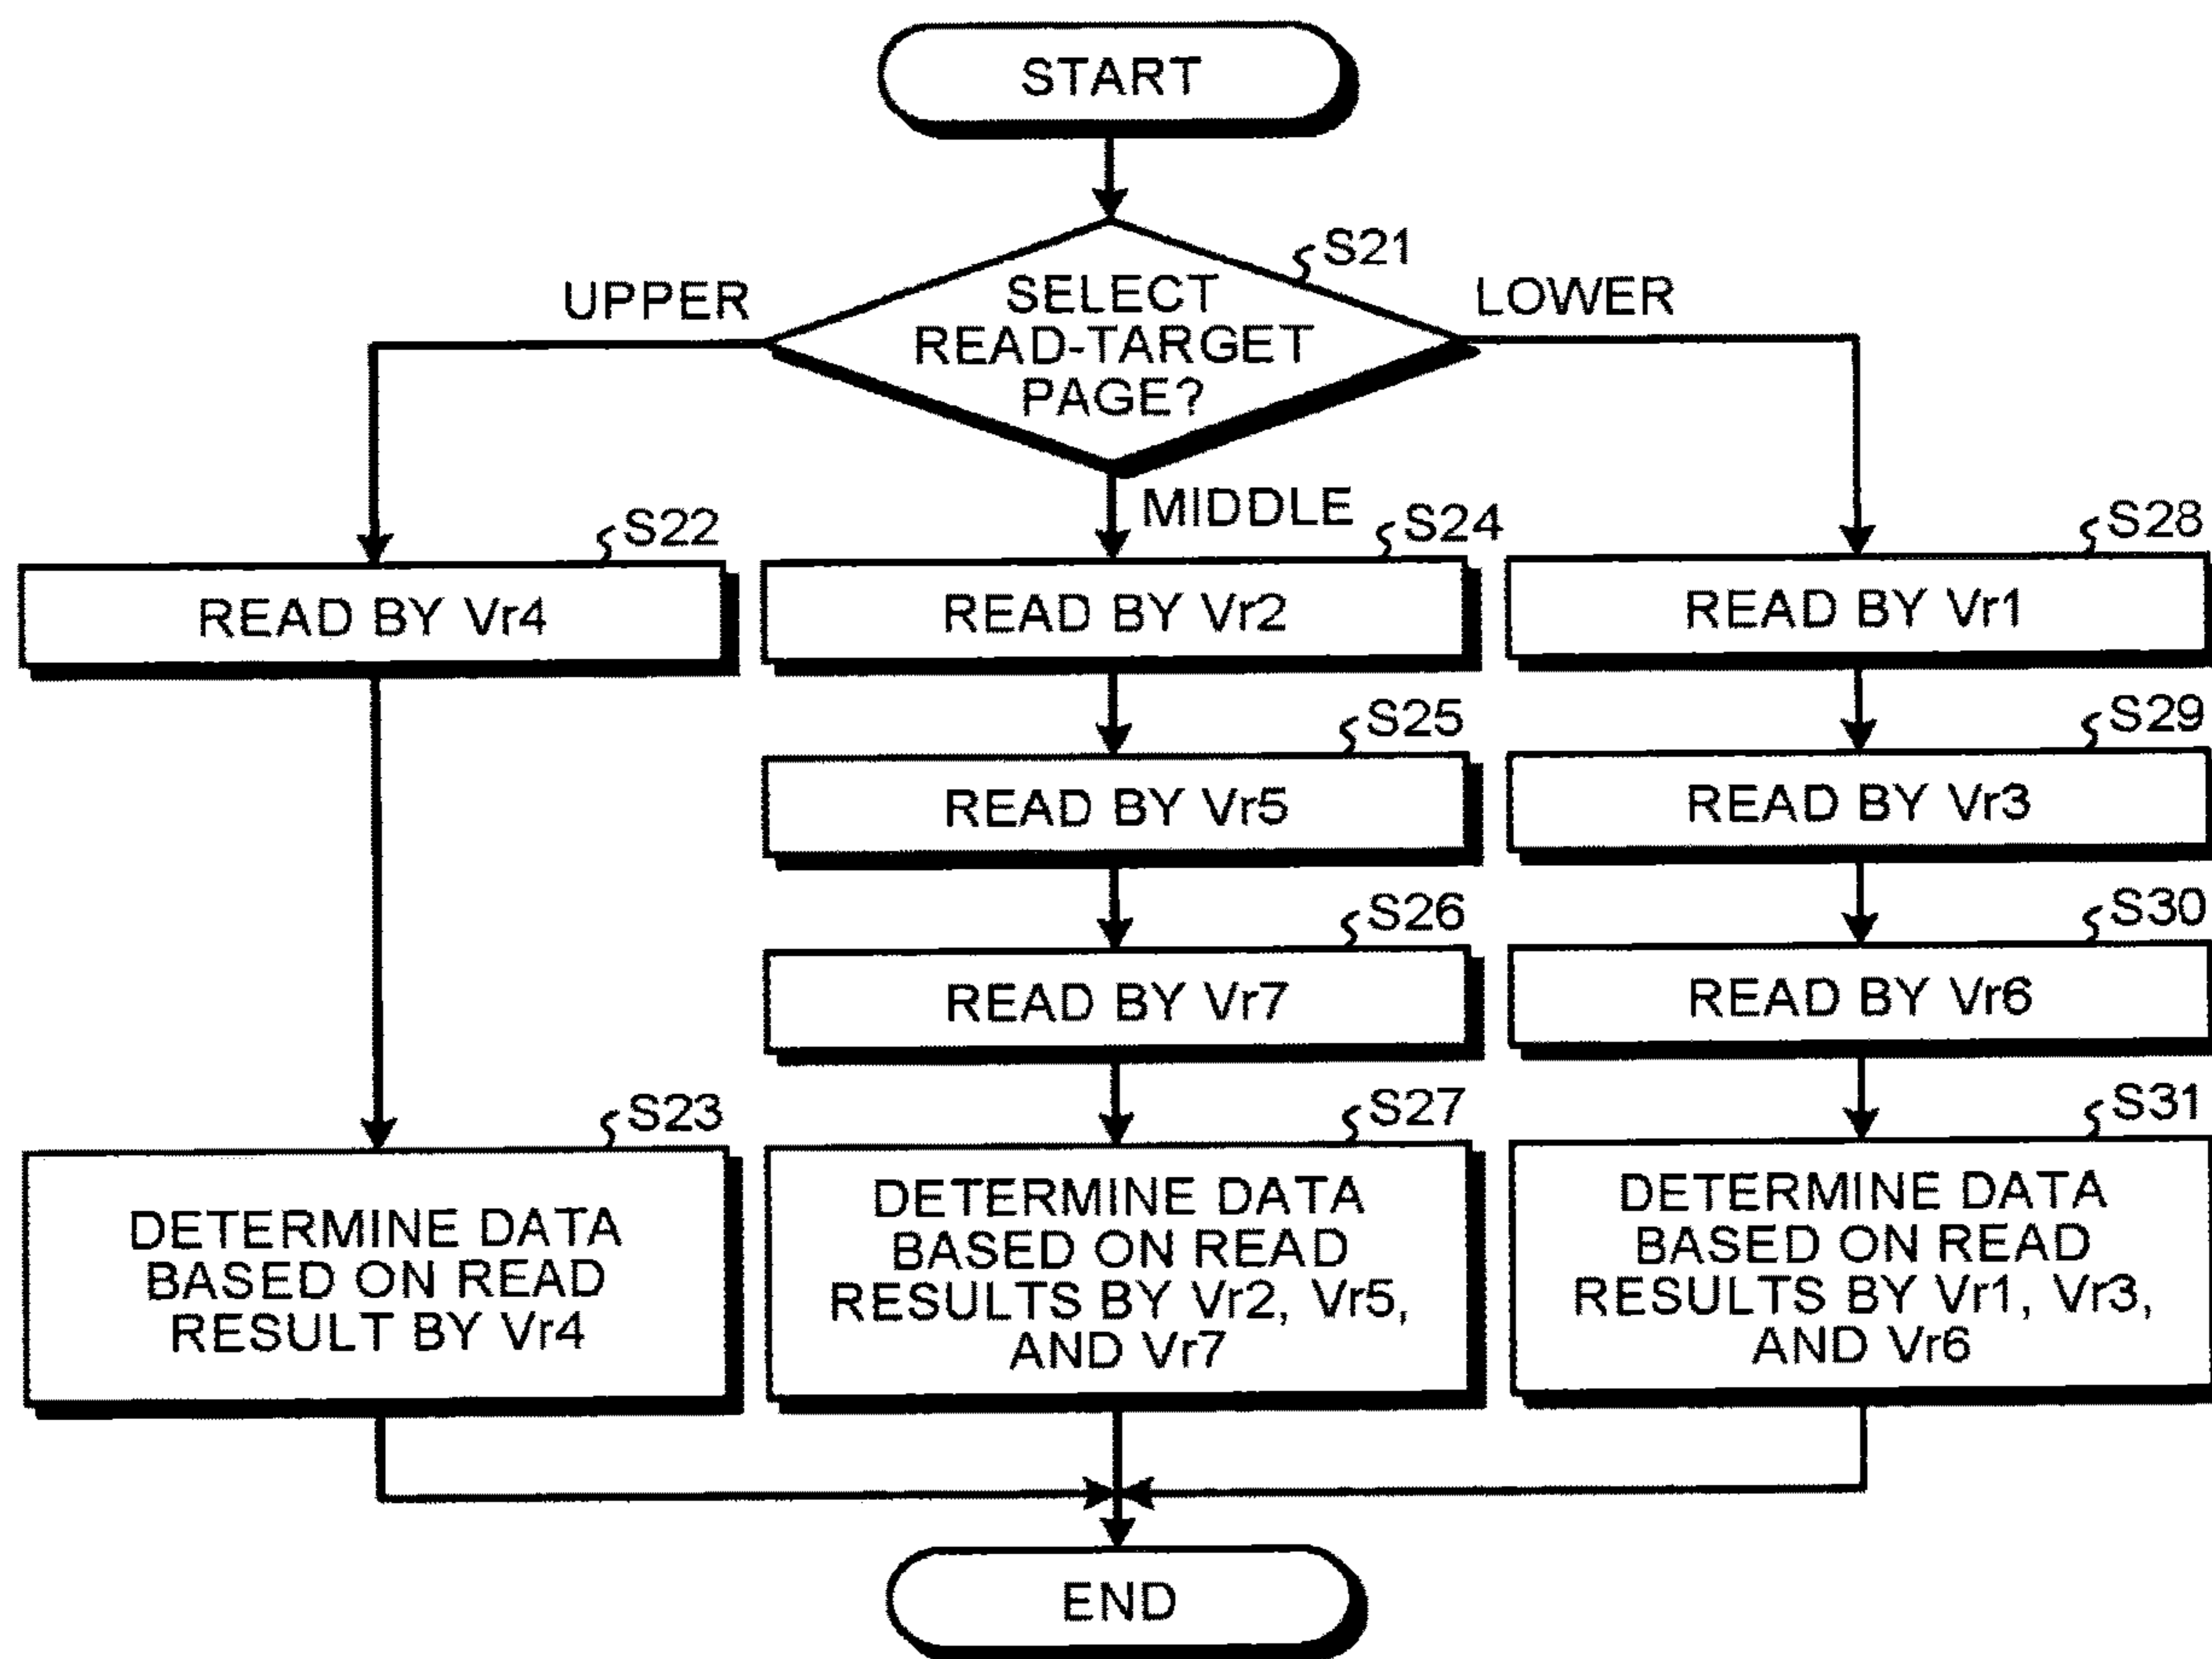 START
S21
SELECT
READ-TARGET
PAGE?
UPPER
LOWER
MIDDLE
S22
READ BY Vr4
S23
DETERMINE DATA
BASED ON READ
RESULT BY Vr4
S24
READ BY Vr2
S25
READ BY Vr5
S26
READ BY Vr7
S27
DETERMINE DATA
BASED ON READ
RESULTS BY Vr2, Vr5,
AND Vr7
S28
READ BY Vr1
S29
READ BY Vr3
S30
READ BY Vr6
S31
DETERMINE DATA
BASED ON READ
RESULTS BY Vr1, Vr3,
AND Vr6
END